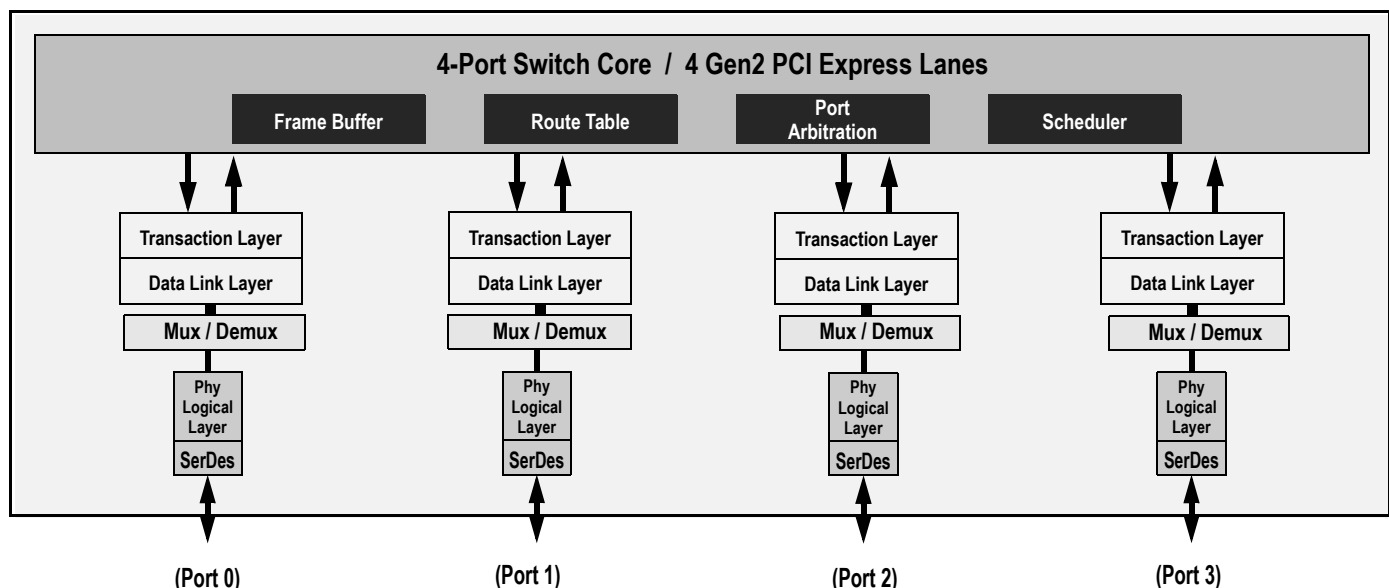 4-Port Switch Core / 4 Gen2 PCI Express Lanes
Frame Buffer
Route Table
Port
Arbitration
Scheduler
Transaction Layer
Data Link Layer
Mux / Demux
Phy
Logical
Layer
SerDes
(Port 0)
Transaction Layer
Data Link Layer
Mux / Demux
Phy
Logical
Layer
SerDes
(Port 1)
Transaction Layer
Data Link Layer
Mux / Demux
Phy
Logical
Layer
SerDes
(Port 2)
Transaction Layer
Data Link Layer
Mux / Demux
Phy
Logical
Layer
SerDes
(Port 3)